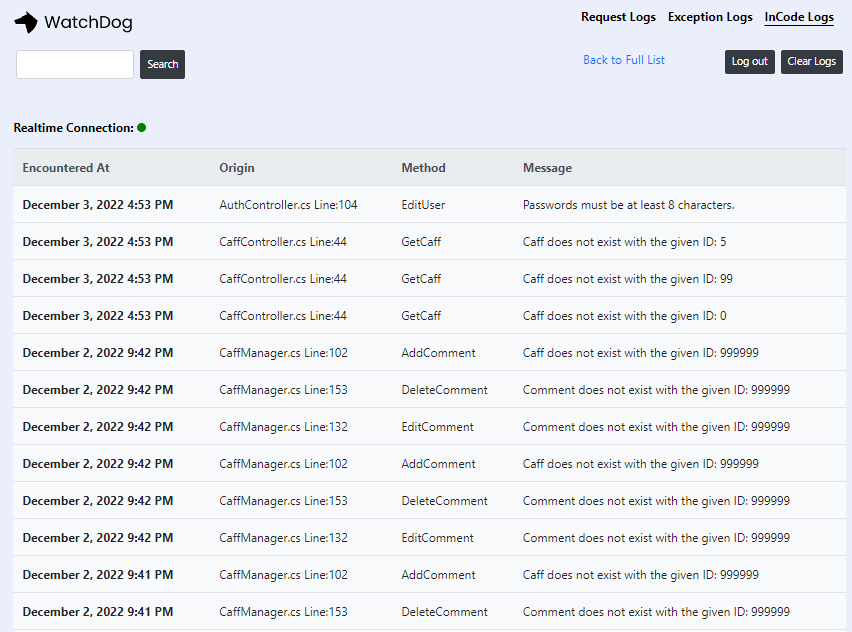 WatchDog
Request Logs Exception Logs InCode Logs
Search Back to Full List Log out Clear Logs
Realtime Connection:
Encountered At Origin Method Message
December 3, 2022 4:53 PM AuthController.cs Line:104 EditUser Passwords must be at least 8 characters.
December 3, 2022 4:53 PM CaffController.cs Line:44 GetCaff Caff does not exist with the given ID: 5
December 3, 2022 4:53 PM CaffController.cs Line:44 GetCaff Caff does not exist with the given ID: 99
December 3, 2022 4:53 PM CaffController.cs Line:44 GetCaff Caff does not exist with the given ID: 0
December 2, 2022 9:42 PM CaffManager.cs Line:102 AddComment Caff does not exist with the given ID: 999999
December 2, 2022 9:42 PM CaffManager.cs Line:153 DeleteComment Comment does not exist with the given ID: 999999
December 2, 2022 9:42 PM CaffManager.cs Line:132 EditComment Comment does not exist with the given ID: 999999
December 2, 2022 9:42 PM CaffManager.cs Line:102 AddComment Caff does not exist with the given ID: 999999
December 2, 2022 9:42 PM CaffManager.cs Line:153 DeleteComment Comment does not exist with the given ID: 999999
December 2, 2022 9:42 PM CaffManager.cs Line:132 EditComment Comment does not exist with the given ID: 999999
December 2, 2022 9:41 PM CaffManager.cs Line:102 AddComment Caff does not exist with the given ID: 999999
December 2, 2022 9:41 PM CaffManager.cs Line:153 DeleteComment Comment does not exist with the given ID: 999999